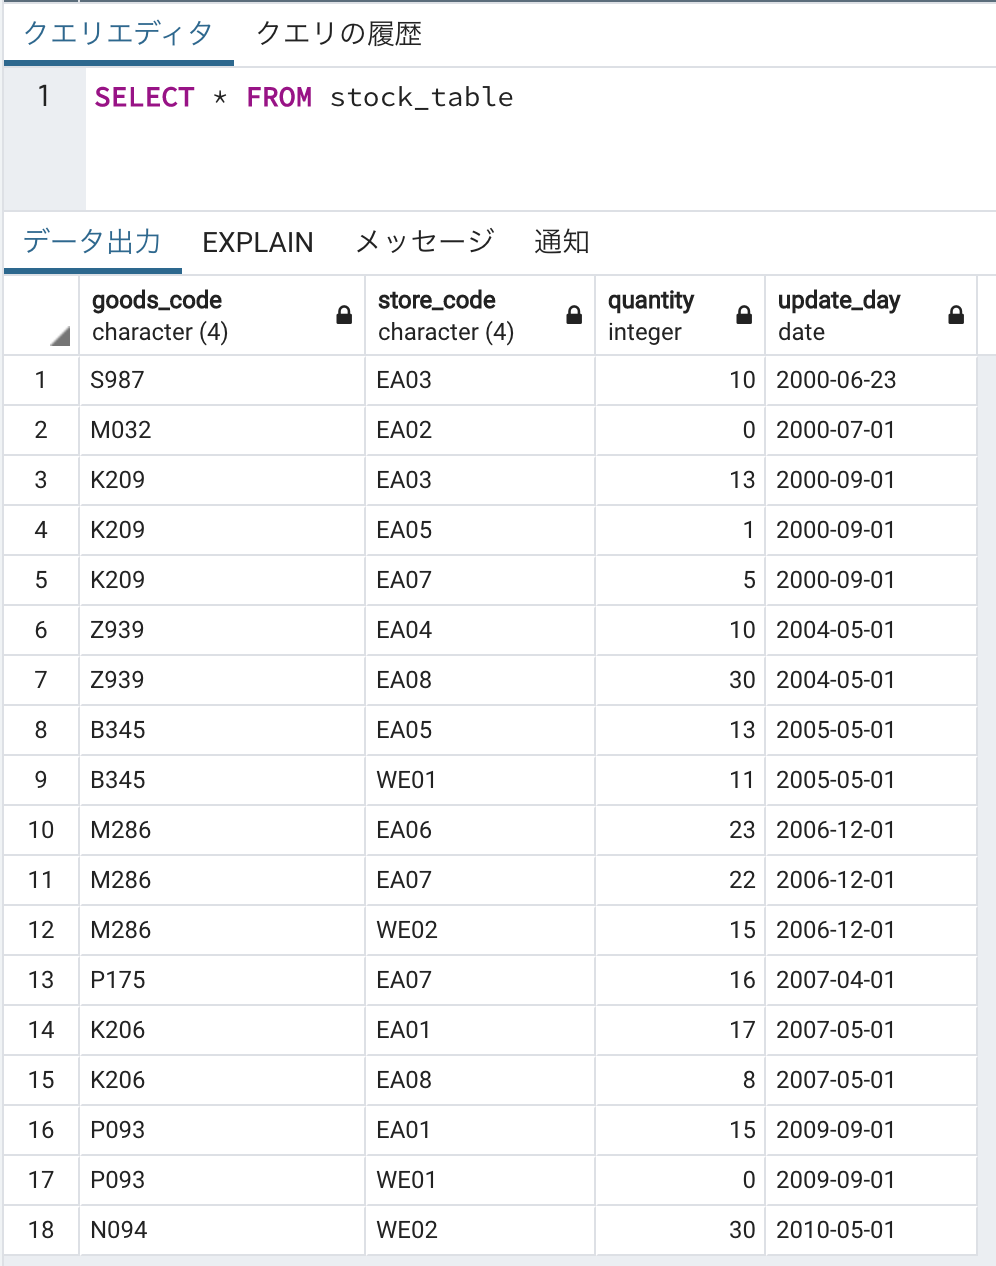 クエリエディタ クエリの履歴
1 SELECT * FROM stock_table
データ出力 EXPLAIN メッセージ 通知
goods_code store_code quantity update_day
character (4) character (4) integer date
1 S987 EA03 10 2000-06-23
2 M032 EA02 0 2000-07-01
3 K209 EA03 13 2000-09-01
4 K209 EA05 1 2000-09-01
5 K209 EA07 5 2000-09-01
6 Z939 EA04 10 2004-05-01
7 Z939 EA08 30 2004-05-01
8 B345 EA05 13 2005-05-01
9 B345 WE01 11 2005-05-01
10 M286 EA06 23 2006-12-01
11 M286 EA07 22 2006-12-01
12 M286 WE02 15 2006-12-01
13 P175 EA07 16 2007-04-01
14 K206 EA01 17 2007-05-01
15 K206 EA08 8 2007-05-01
16 P093 EA01 15 2009-09-01
17 P093 WE01 0 2009-09-01
18 N094 WE02 30 2010-05-01